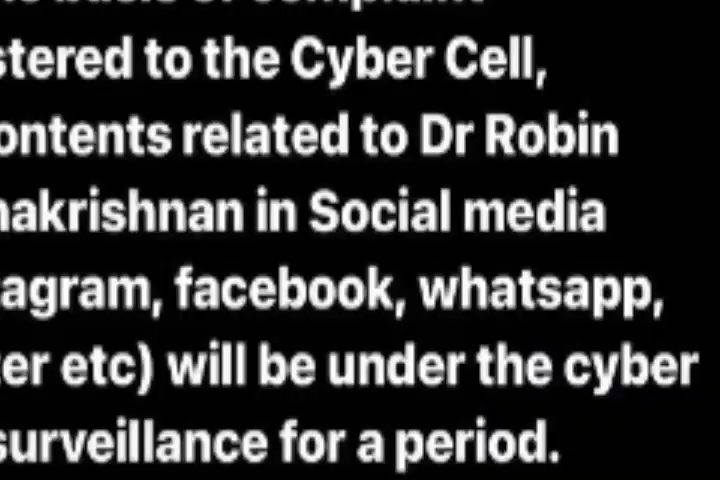 stered to the Cyber Cell,
ontents related to Dr Robin
nakrishnan in Social media
agram, facebook, whatsapp,
er etc) will be under the cyber
surveillance for a period.